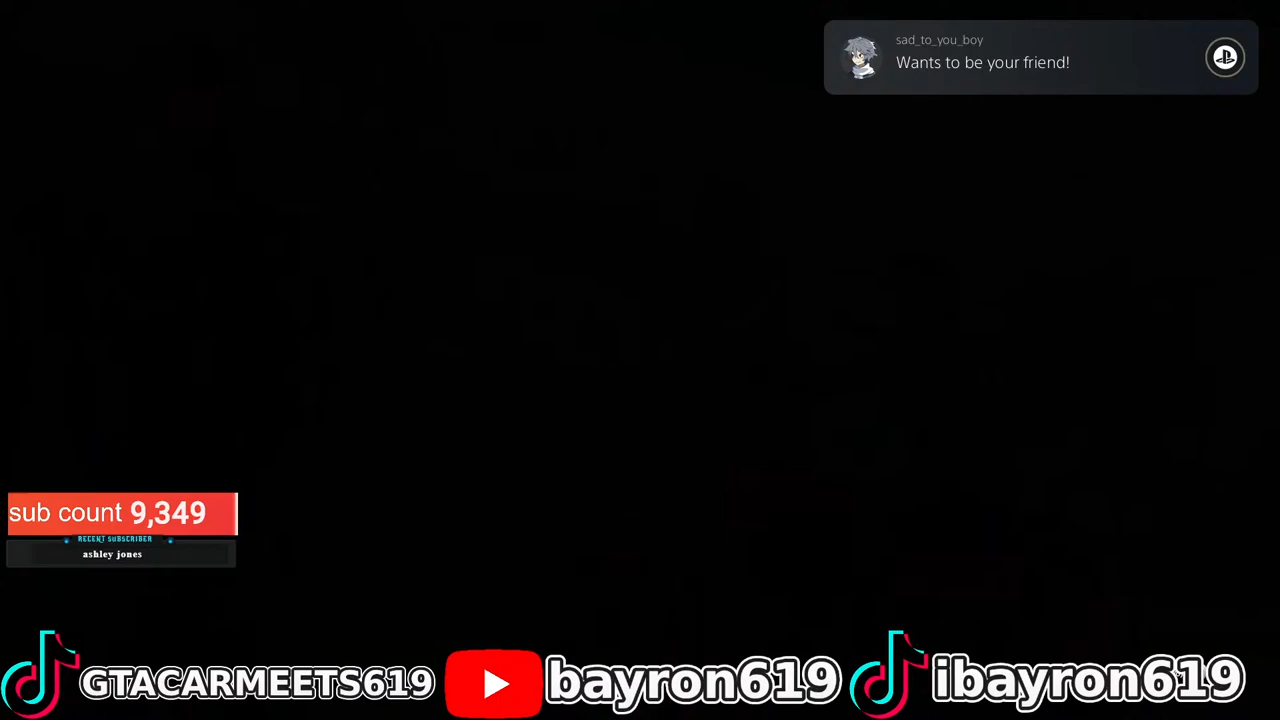 sad_to_you_boy
Wants to be your friend!
sub count 9,349
RECENT SUBSCRIBER
ashley jones
GTACARMEETS619
bayron619
ibayron619